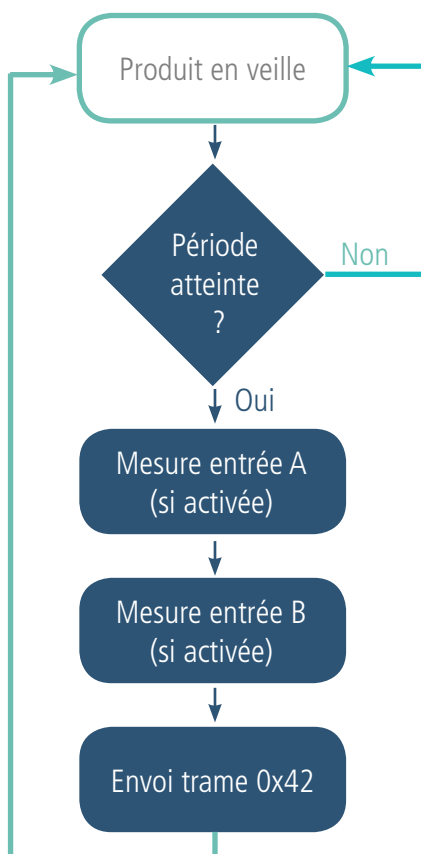 Produit en veille
Période
atteinte
?
Non
Oui
Mesure entrée A
(si activée)
Mesure entrée B
(si activée)
Envoi trame 0x42